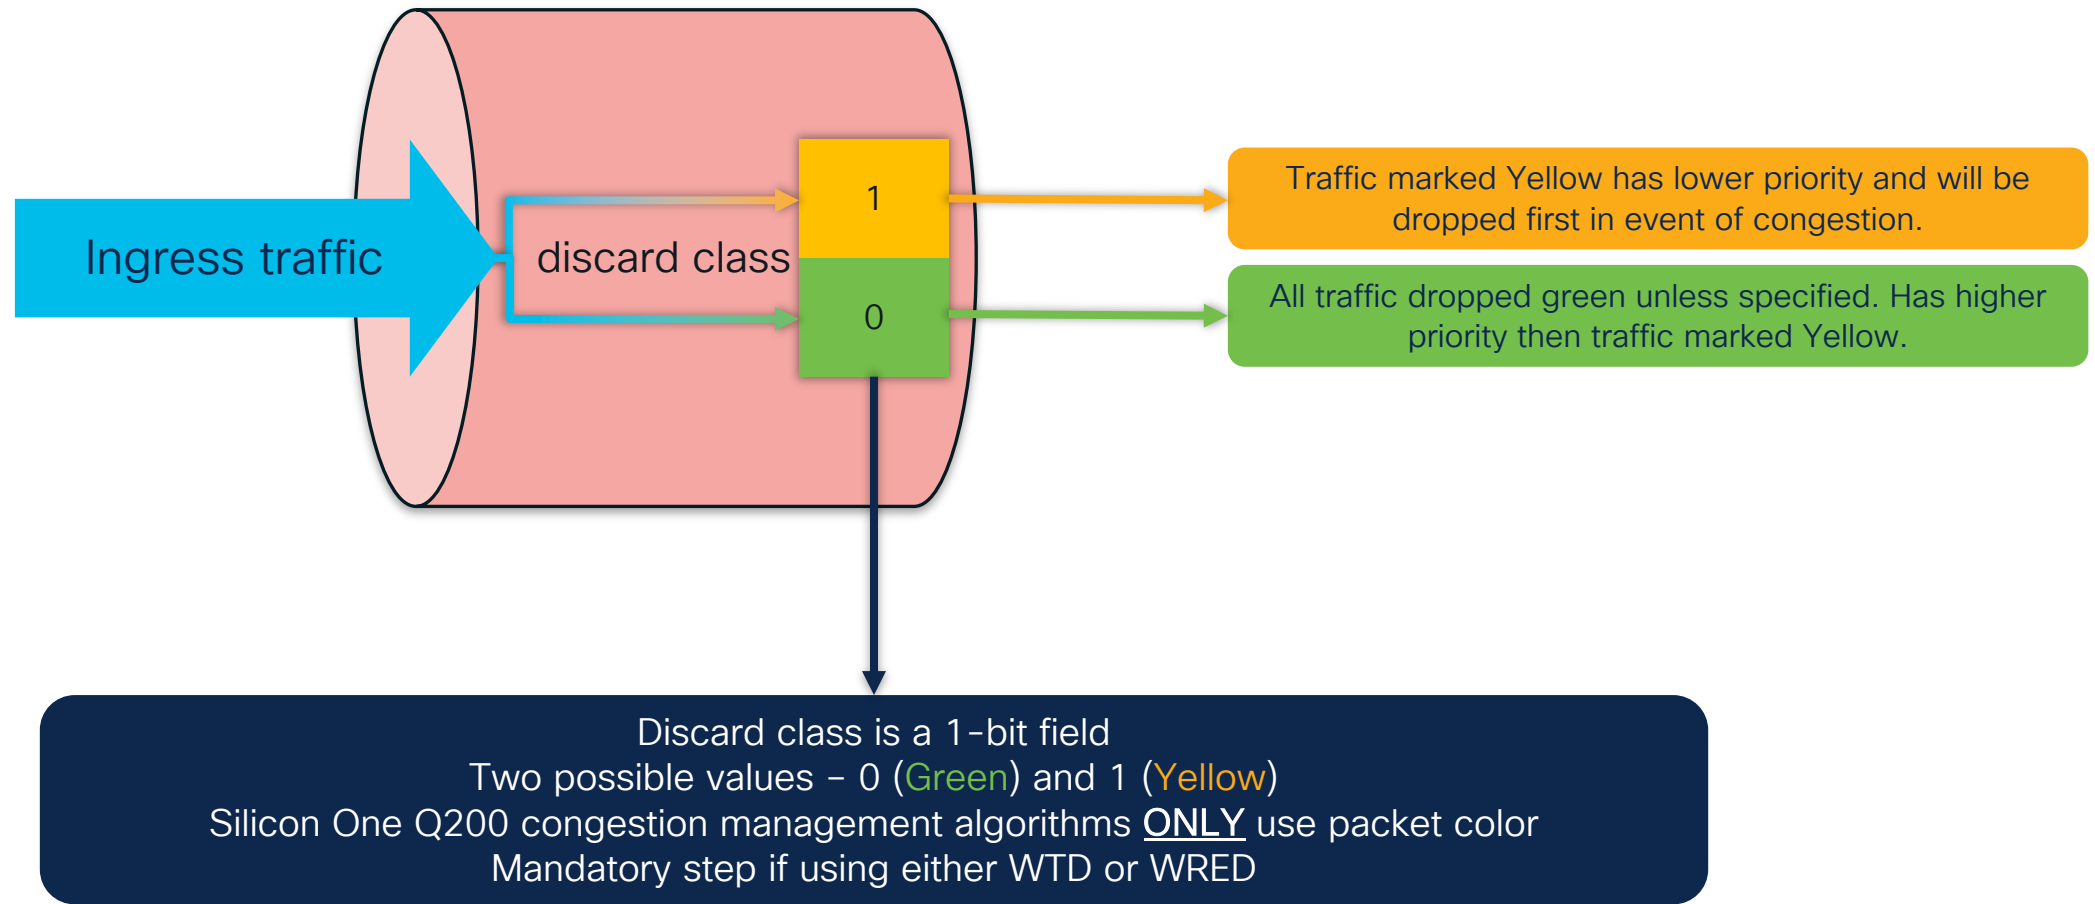 Ingress traffic
discard class
1
0
Traffic marked Yellow has lower priority and will be
dropped first in event of congestion.
All traffic dropped green unless specified. Has higher
priority then traffic marked Yellow.
Discard class is a 1-bit field
Two possible values – 0 (Green) and 1 (Yellow)
Silicon One Q200 congestion management algorithms ONLY use packet color
Mandatory step if using either WTD or WRED